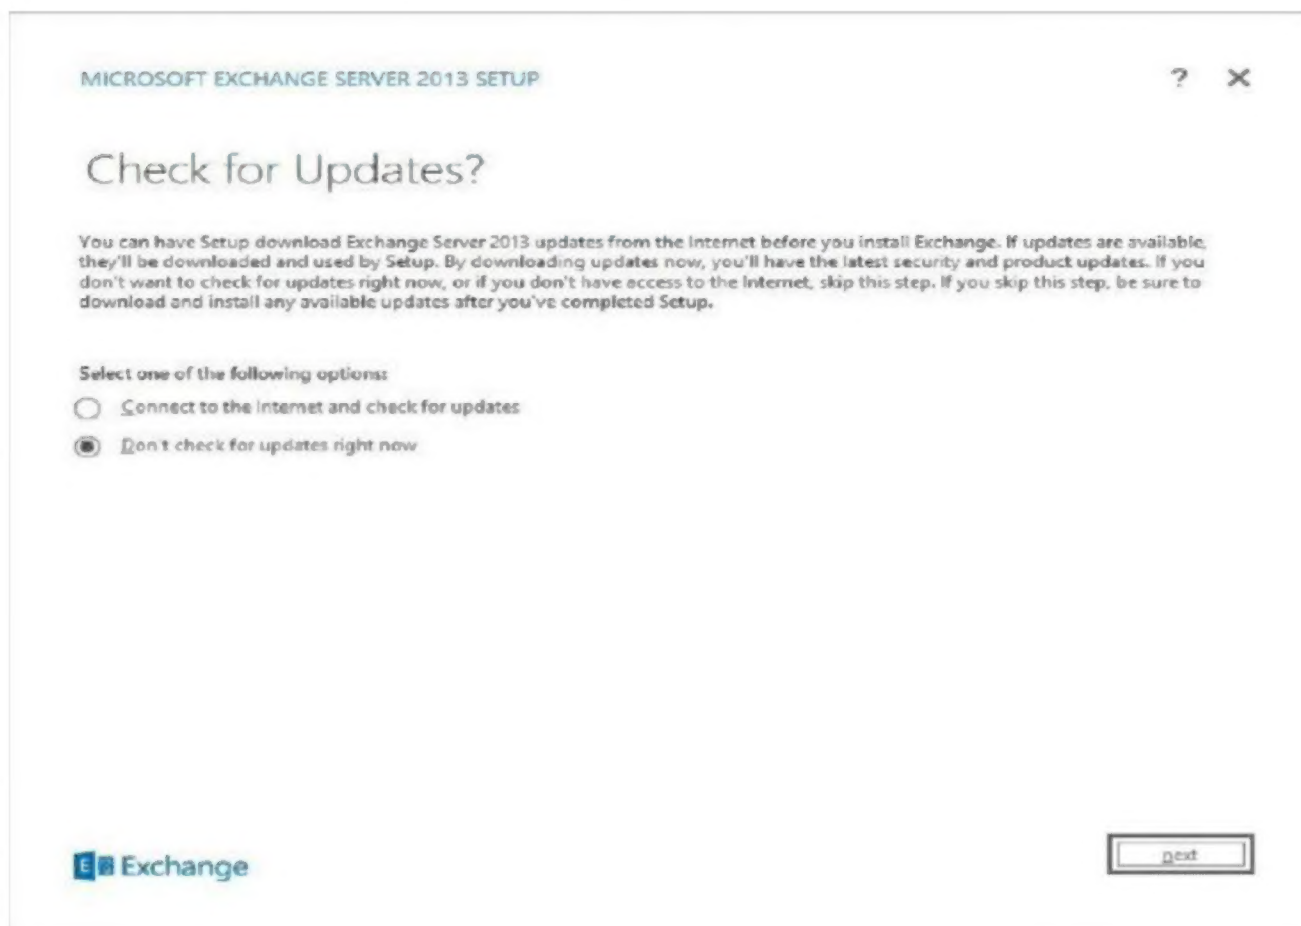 MICROSOFT EXCHANGE SERVER 2013 SETUP
? ✕
Check for Updates?
You can have Setup download Exchange Server 2013 updates from the Internet before you install Exchange. If updates are available,
they'll be downloaded and used by Setup. By downloading updates now, you'll have the latest security and product updates. If you
don't want to check for updates right now, or if you don't have access to the Internet, skip this step. If you skip this step, be sure to
download and install any available updates after you've completed Setup.
Select one of the following options:
Connect to the Internet and check for updates
Don't check for updates right now
Exchange
next